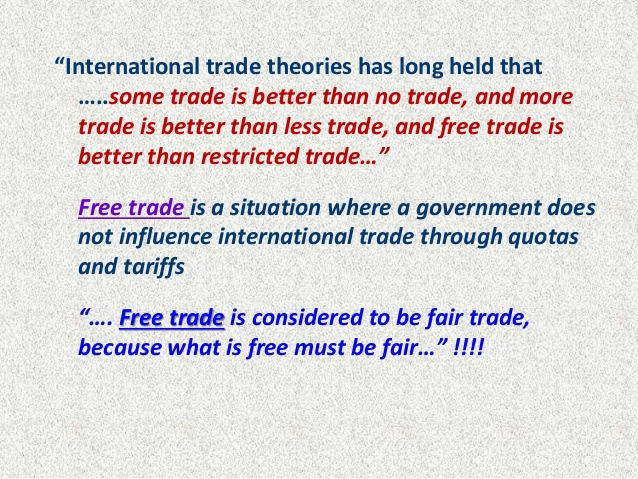 “International trade theories has long held that
…..some trade is better than no trade, and more
trade is better than less trade, and free trade is
better than restricted trade…”
Free trade is a situation where a government does
not influence international trade through quotas
and tariffs
“…. Free trade is considered to be fair trade,
because what is free must be fair…” !!!!